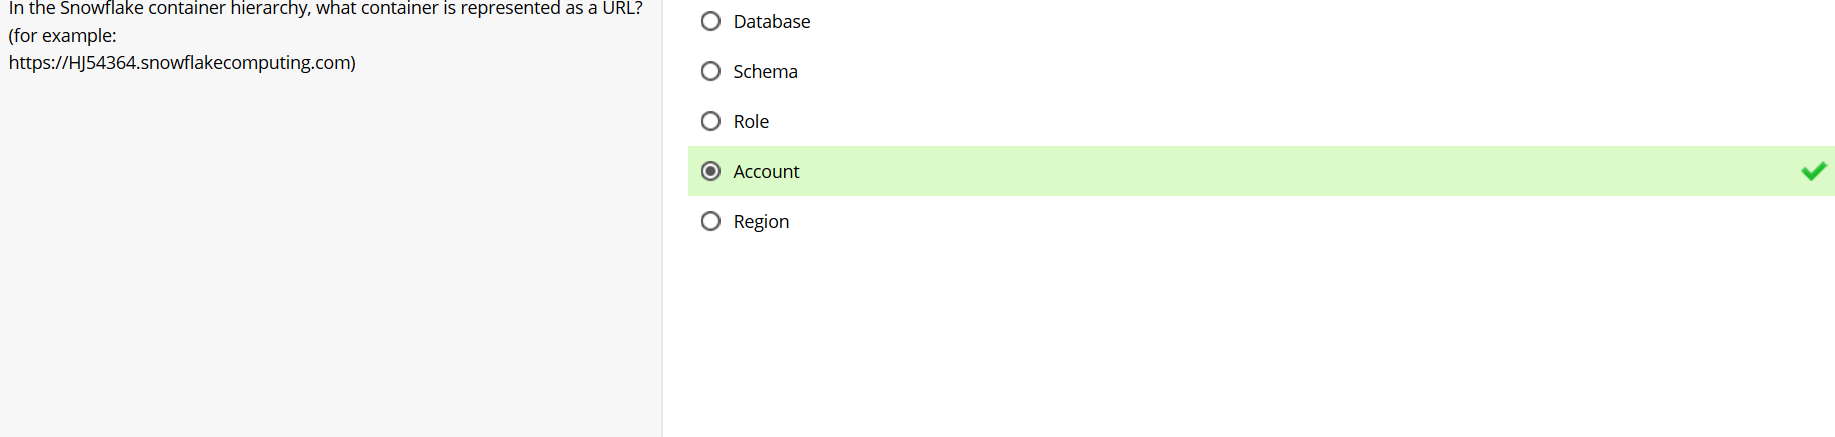 In the Snowflake container hierarchy, what container is represented as a URL?
(for example:
https://HJ54364.snowflakecomputing.com)
Database
Schema
Role
Account
Region